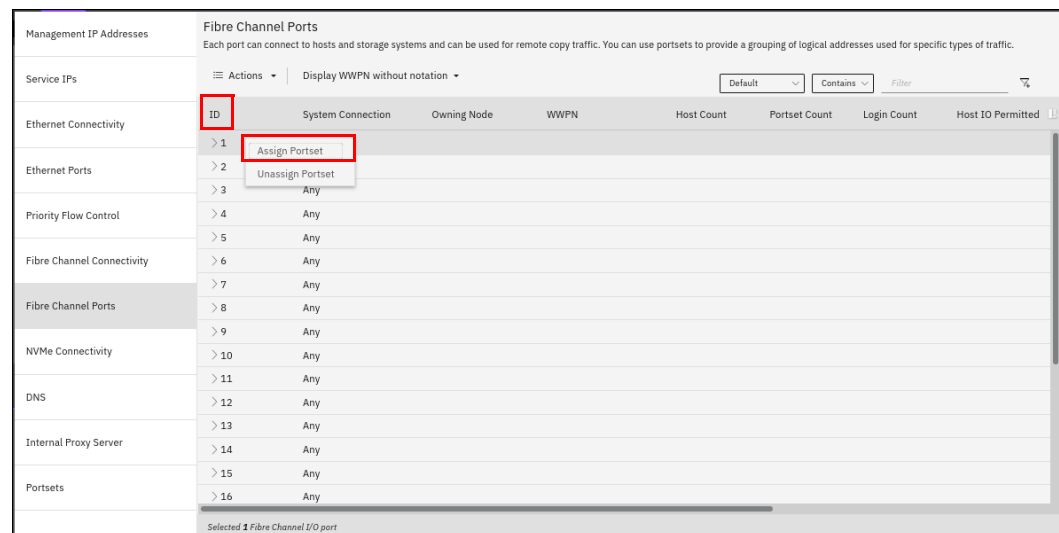 Management IP Addresses
Service IPs
Ethernet Connectivity
Ethernet Ports
Priority Flow Control
Fibre Channel Connectivity
Fibre Channel Ports
NVMe Connectivity
DNS
Internal Proxy Server
Portsets
Fibre Channel Ports
Each port can connect to hosts and storage systems and can be used for remote copy traffic. You can use portsets to provide a grouping of logical addresses used for specific types of traffic.
Actions Display WWPN without notation
Default Contains Filter
ID System Connection Owning Node WWPN Host Count Portset Count Login Count Host IO Permitted
1
Assign Portset
2
Unassign Portset
3 Any
4 Any
5 Any
6 Any
7 Any
8 Any
9 Any
10 Any
11 Any
12 Any
13 Any
14 Any
15 Any
16 Any
Selected 1 Fibre Channel I/O port